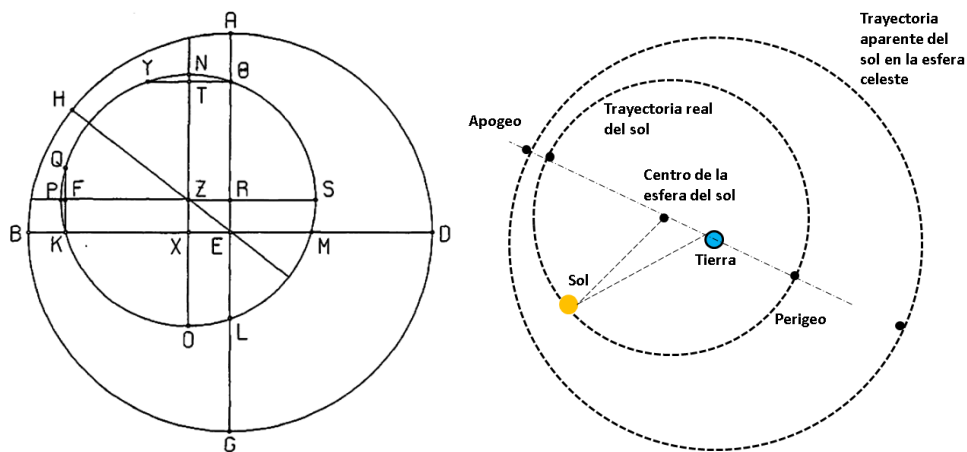 A
N
Y
θ
T
H
Q
P
F
Z
R
S
B
K
X
E
M
D
O
L
G
Trayectoria
aparente del
sol en la esfera
celeste
Trayectoria real
del sol
Apogeo
Centro de la
esfera del sol
Tierra
Sol
Perigeo